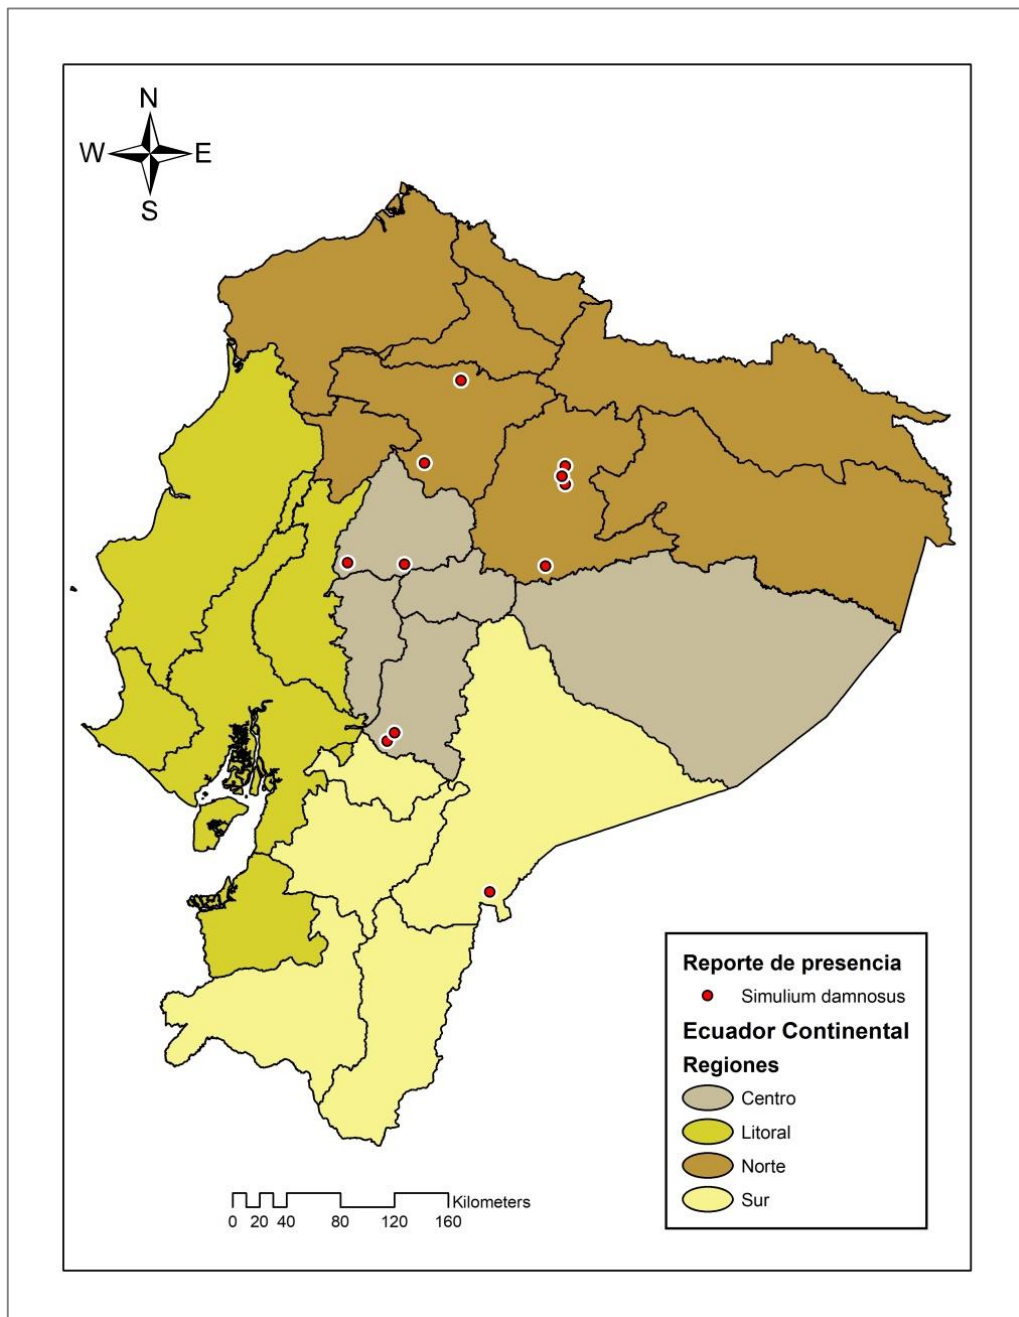 N
W E
S
Reporte de presencia
Simulium damnosus
Ecuador Continental
Regiones
Centro
Litoral
Norte
Sur
Kilometers
0 20 40 80 120 160